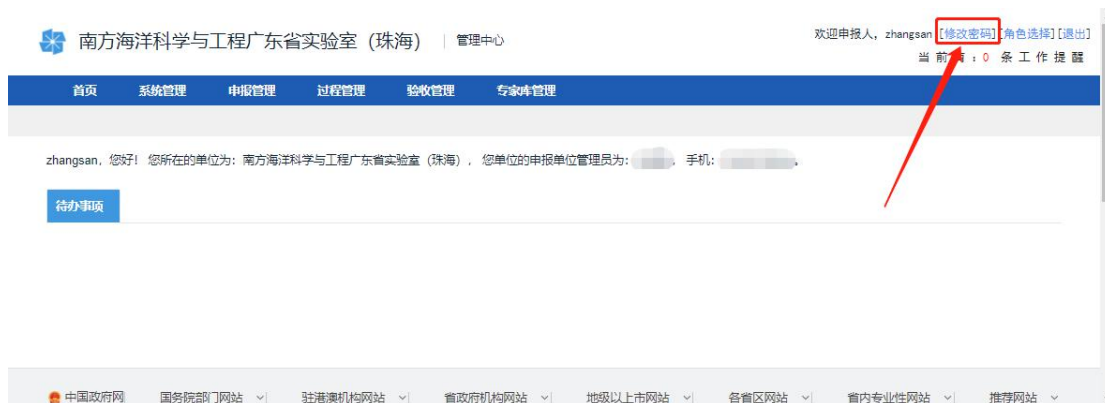 南方海洋科学与工程广东省实验室（珠海） 管理中心
欢迎申报人，zhangsan [修改密码][角色选择][退出]
当前有：0 条工作提醒
首页 系统管理 申报管理 过程管理 验收管理 专家库管理
zhangsan，您好！ 您所在的单位为：南方海洋科学与工程广东省实验室（珠海）, 您单位的申报单位管理员为： ，手机： 。
待办事项
中国政府网 国务院部门网站 驻港澳机构网站 省政府机构网站 地级以上市网站 各省区网站 省内专业性网站 推荐网站